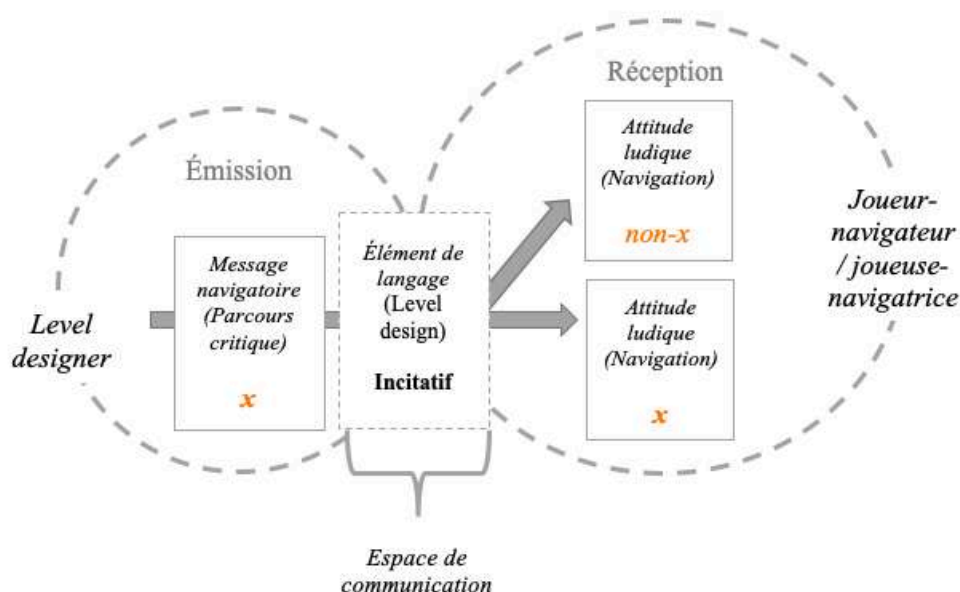 Émission
Level
designer
Message
navigatoire
(Parcours
critique)
x
Élément de
langage
(Level
design)
Incitatif
Espace de
communication
Réception
Attitude
ludique
(Navigation)
non-x
Attitude
ludique
(Navigation)
x
Joueur-
navigateur
/ joueuse-
navigatrice